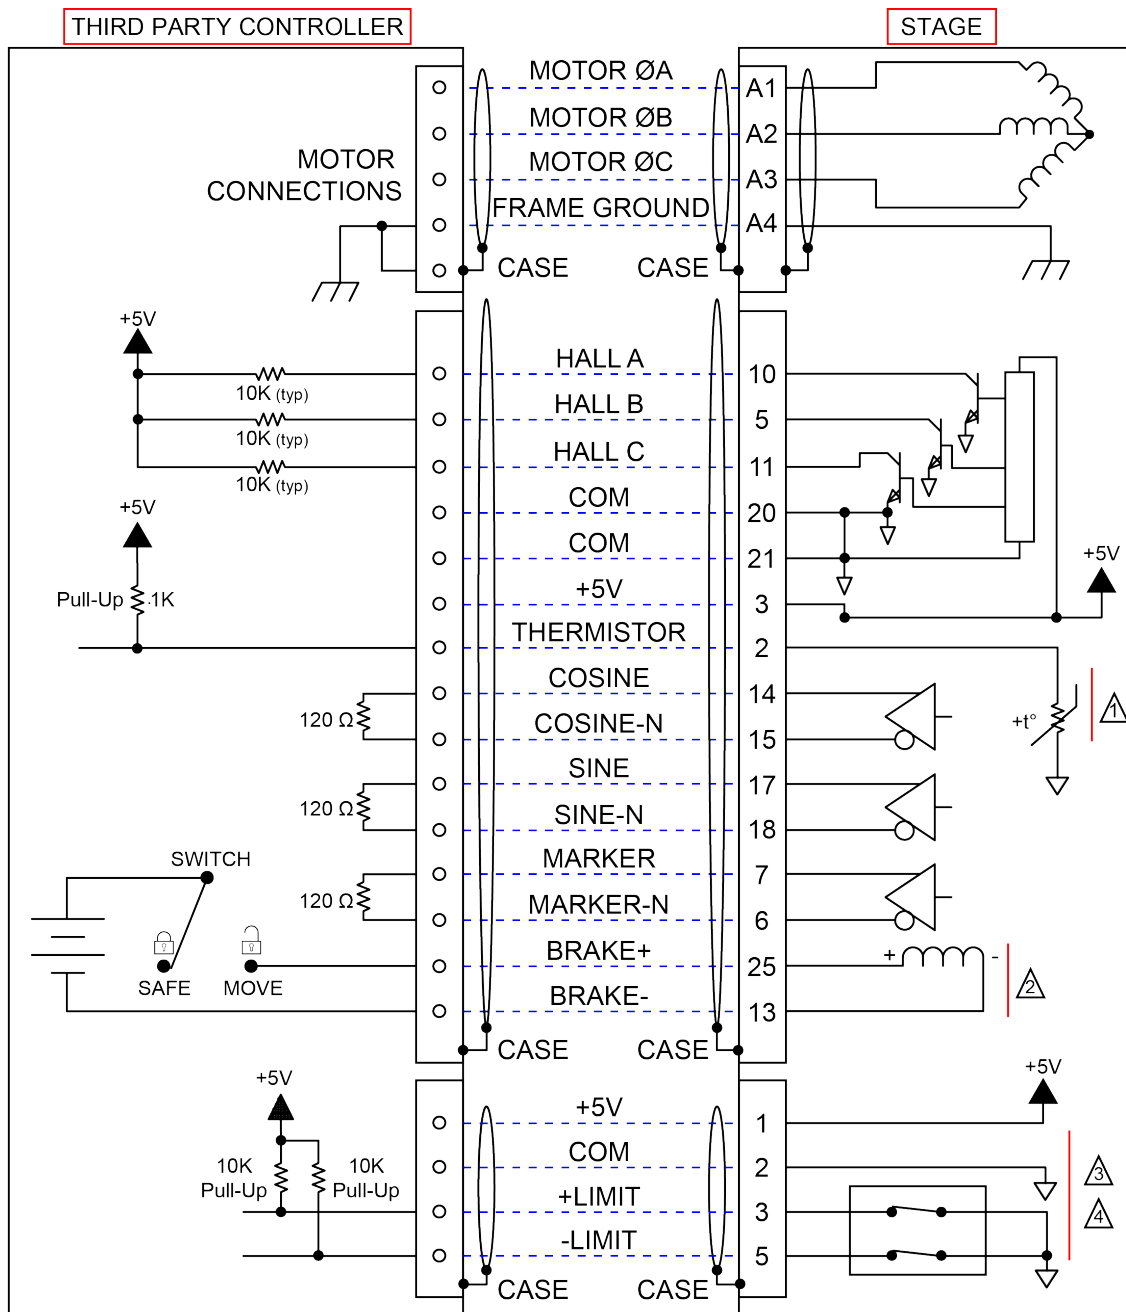 THIRD PARTY CONTROLLER
STAGE
MOTOR ØA
A1
MOTOR ØB
A2
MOTOR
CONNECTIONS
MOTOR ØC
A3
FRAME GROUND
A4
CASE
CASE
+5V
HALL A
10
10K (typ)
HALL B
5
10K (typ)
HALL C
11
10K (typ)
COM
20
+5V
COM
21
+5V
+5V
3
Pull-Up .1K
THERMISTOR
2
COSINE
14
120 Ω
COSINE-N
15
+t°
1
SINE
17
120 Ω
SINE-N
18
MARKER
7
SWITCH
120 Ω
MARKER-N
6
BRAKE+
25
+
-
SAFE
MOVE
BRAKE-
13
2
CASE
CASE
+5V
+5V
1
+5V
COM
2
10K
Pull-Up
10K
Pull-Up
+LIMIT
3
3
4
-LIMIT
5
CASE
CASE